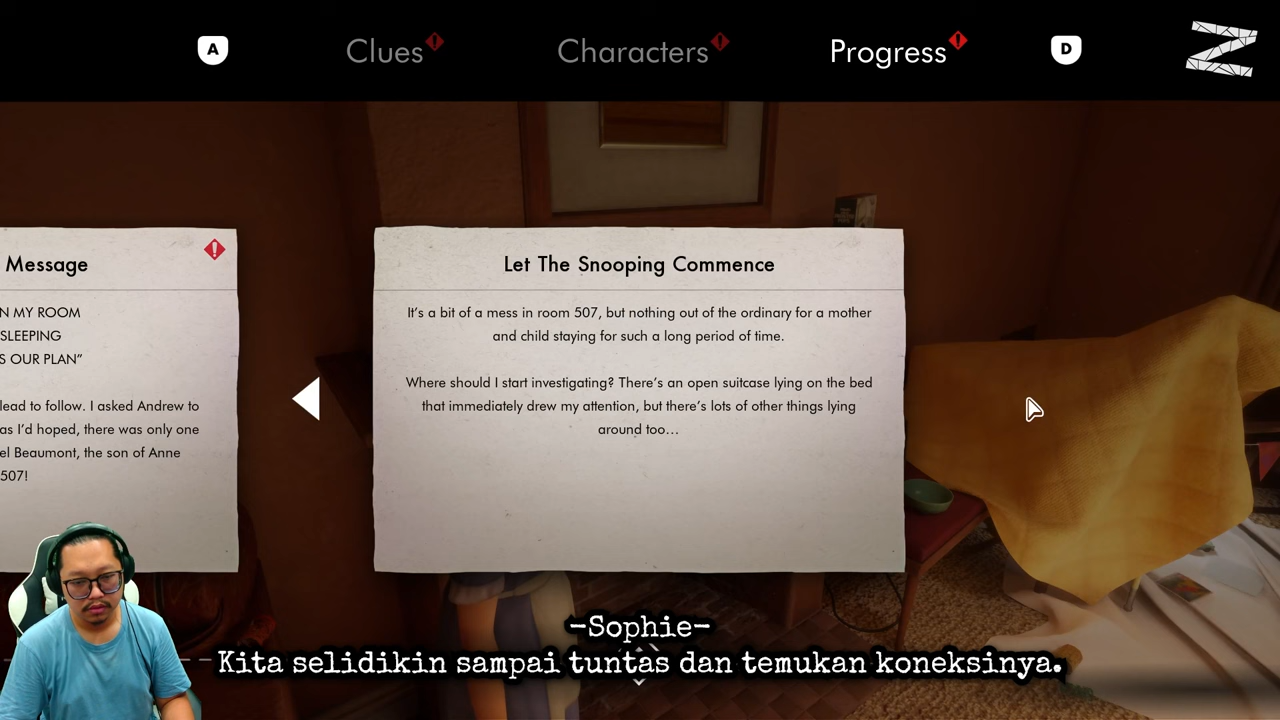 A
Clues
Characters
Progress
D
Message
N MY ROOM
SLEEPING
S OUR PLAN”
lead to follow. I asked Andrew to
as I’d hoped, there was only one
el Beaumont, the son of Anne
507!
Let The Snooping Commence
It’s a bit of a mess in room 507, but nothing out of the ordinary for a mother
and child staying for such a long period of time.
Where should I start investigating? There’s an open suitcase lying on the bed
that immediately drew my attention, but there’s lots of other things lying
around too…
-Sophie-
Kita selidikin sampai tuntas dan temukan koneksinya.